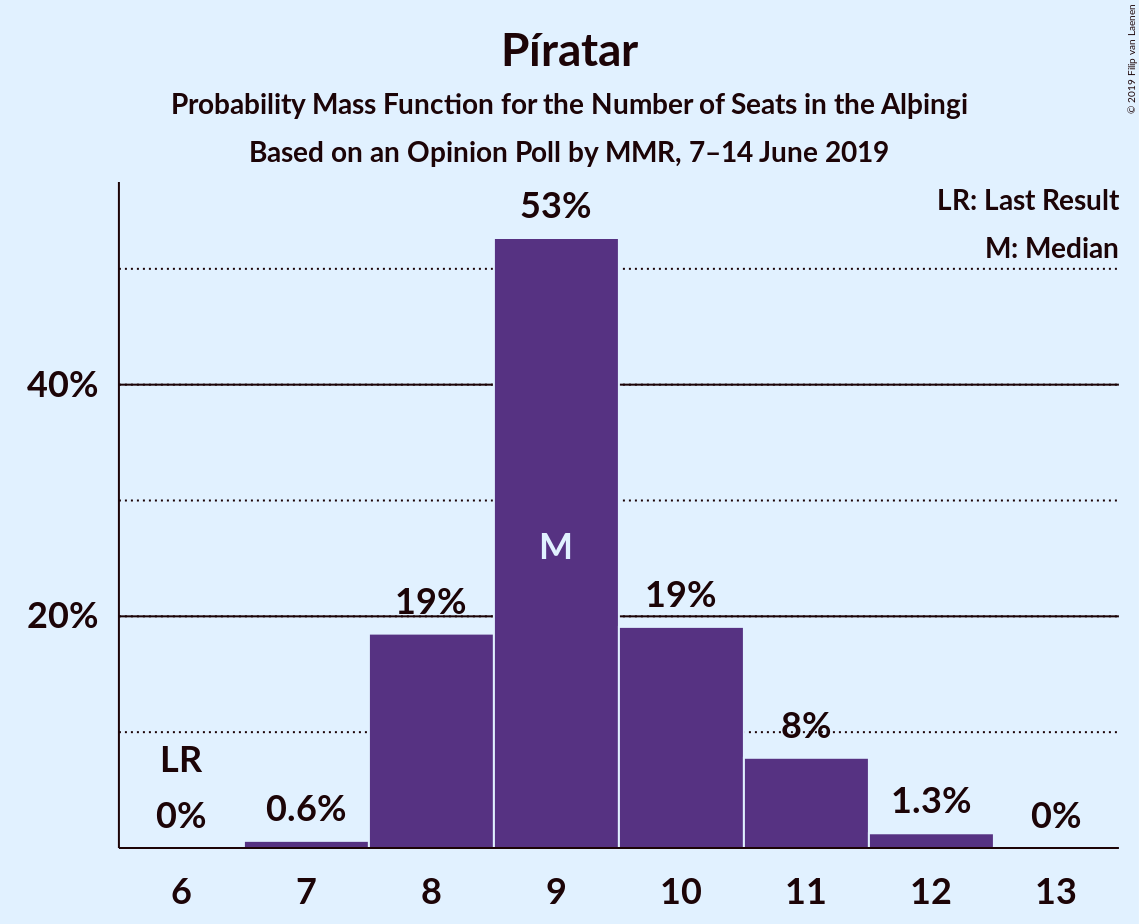 Píratar
Probability Mass Function for the Number of Seats in the Alþingi
Based on an Opinion Poll by MMR, 7–14 June 2019
© 2019 Filip van Laenen
LR: Last Result
M: Median
53%
40%
M
20%
19%
19%
8%
LR
0%
0.6%
1.3%
0%
6 7 8 9 10 11 12 13